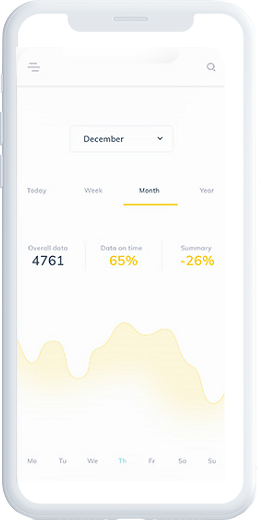 December
Today Week Month Year
Overall data Data on time Summary
4761 65% -26%
Mo Tu We Th Fr Sa Su